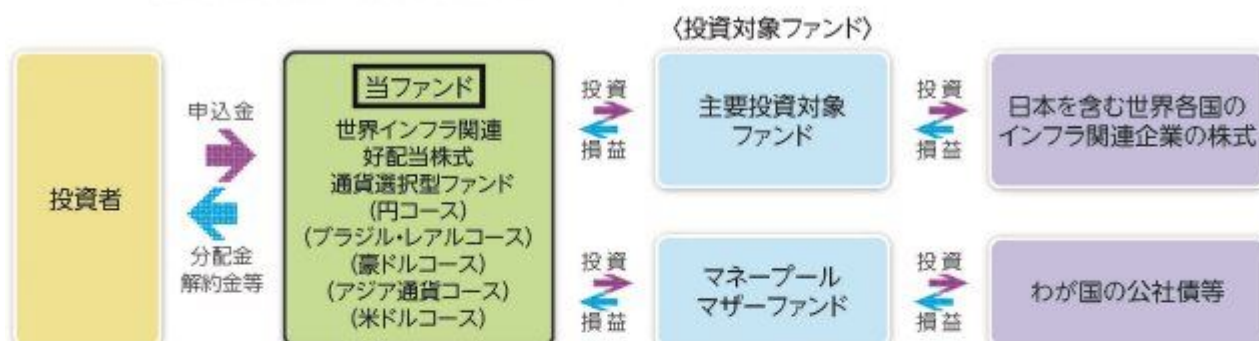 〈投資対象ファンド〉
投資者
申込金
分配金
解約金等
当ファンド
世界インフラ関連
好配当株式
通貨選択型ファンド
(円コース)
(ブラジル・レアルコース)
(豪ドルコース)
(アジア通貨コース)
(米ドルコース)
投資
損益
主要投資対象
ファンド
投資
損益
日本を含む世界各国の
インフラ関連企業の株式
投資
損益
マネープール
マザーファンド
投資
損益
わが国の公社債等